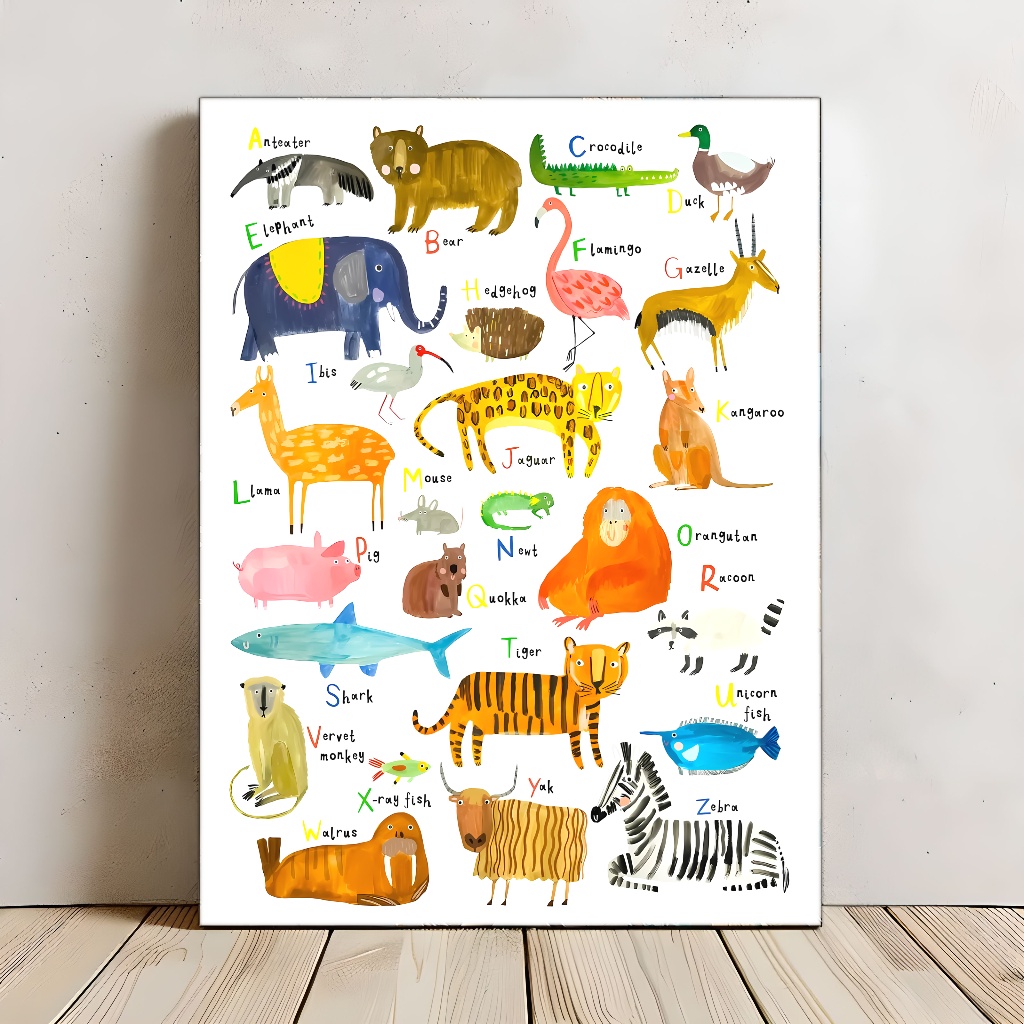 Anteater
Bear
Crocodile
Duck
Elephant
Flamingo
Gazelle
Hedgehog
Ibis
Jaguar
Kangaroo
Llama
Mouse
Newt
Orangutan
Pig
Quokka
Racoon
Shark
Tiger
Unicorn
fish
Vervet
monkey
X-ray fish
Yak
Walrus
Zebra